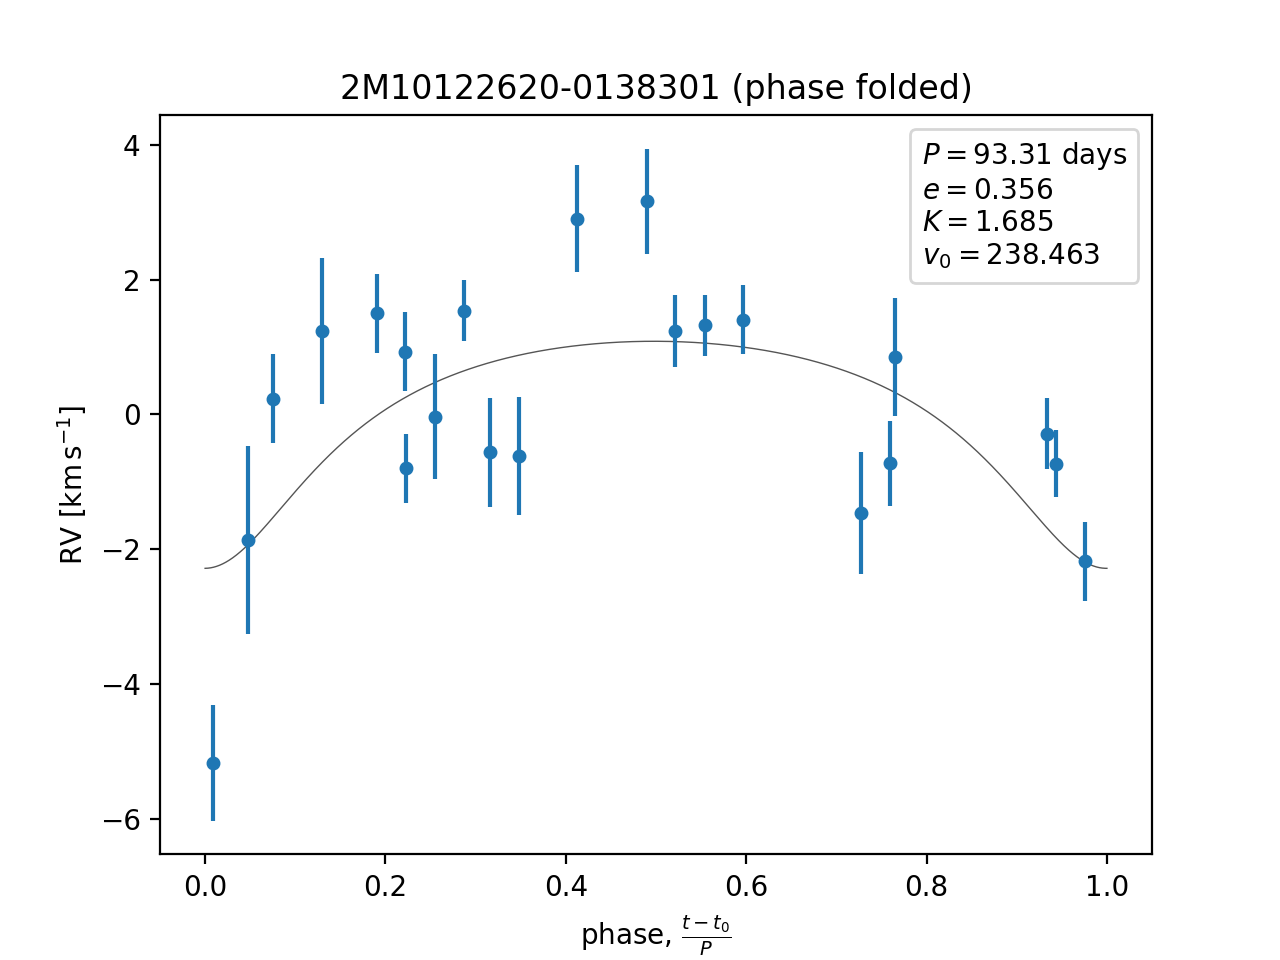 2M10122620-0138301 (phase folded)
P = 93.31 days
e = 0.356
K = 1.685
v₀ = 238.463
RV [km s⁻¹]
4
2
0
−2
−4
−6
0.0 0.2 0.4 0.6 0.8 1.0
phase, (t − t₀)/P